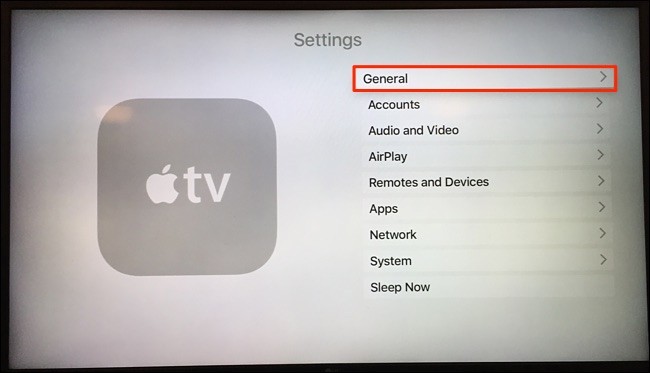 Settings
General
Accounts
Audio and Video
AirPlay
Remotes and Devices
Apps
Network
System
Sleep Now
tv